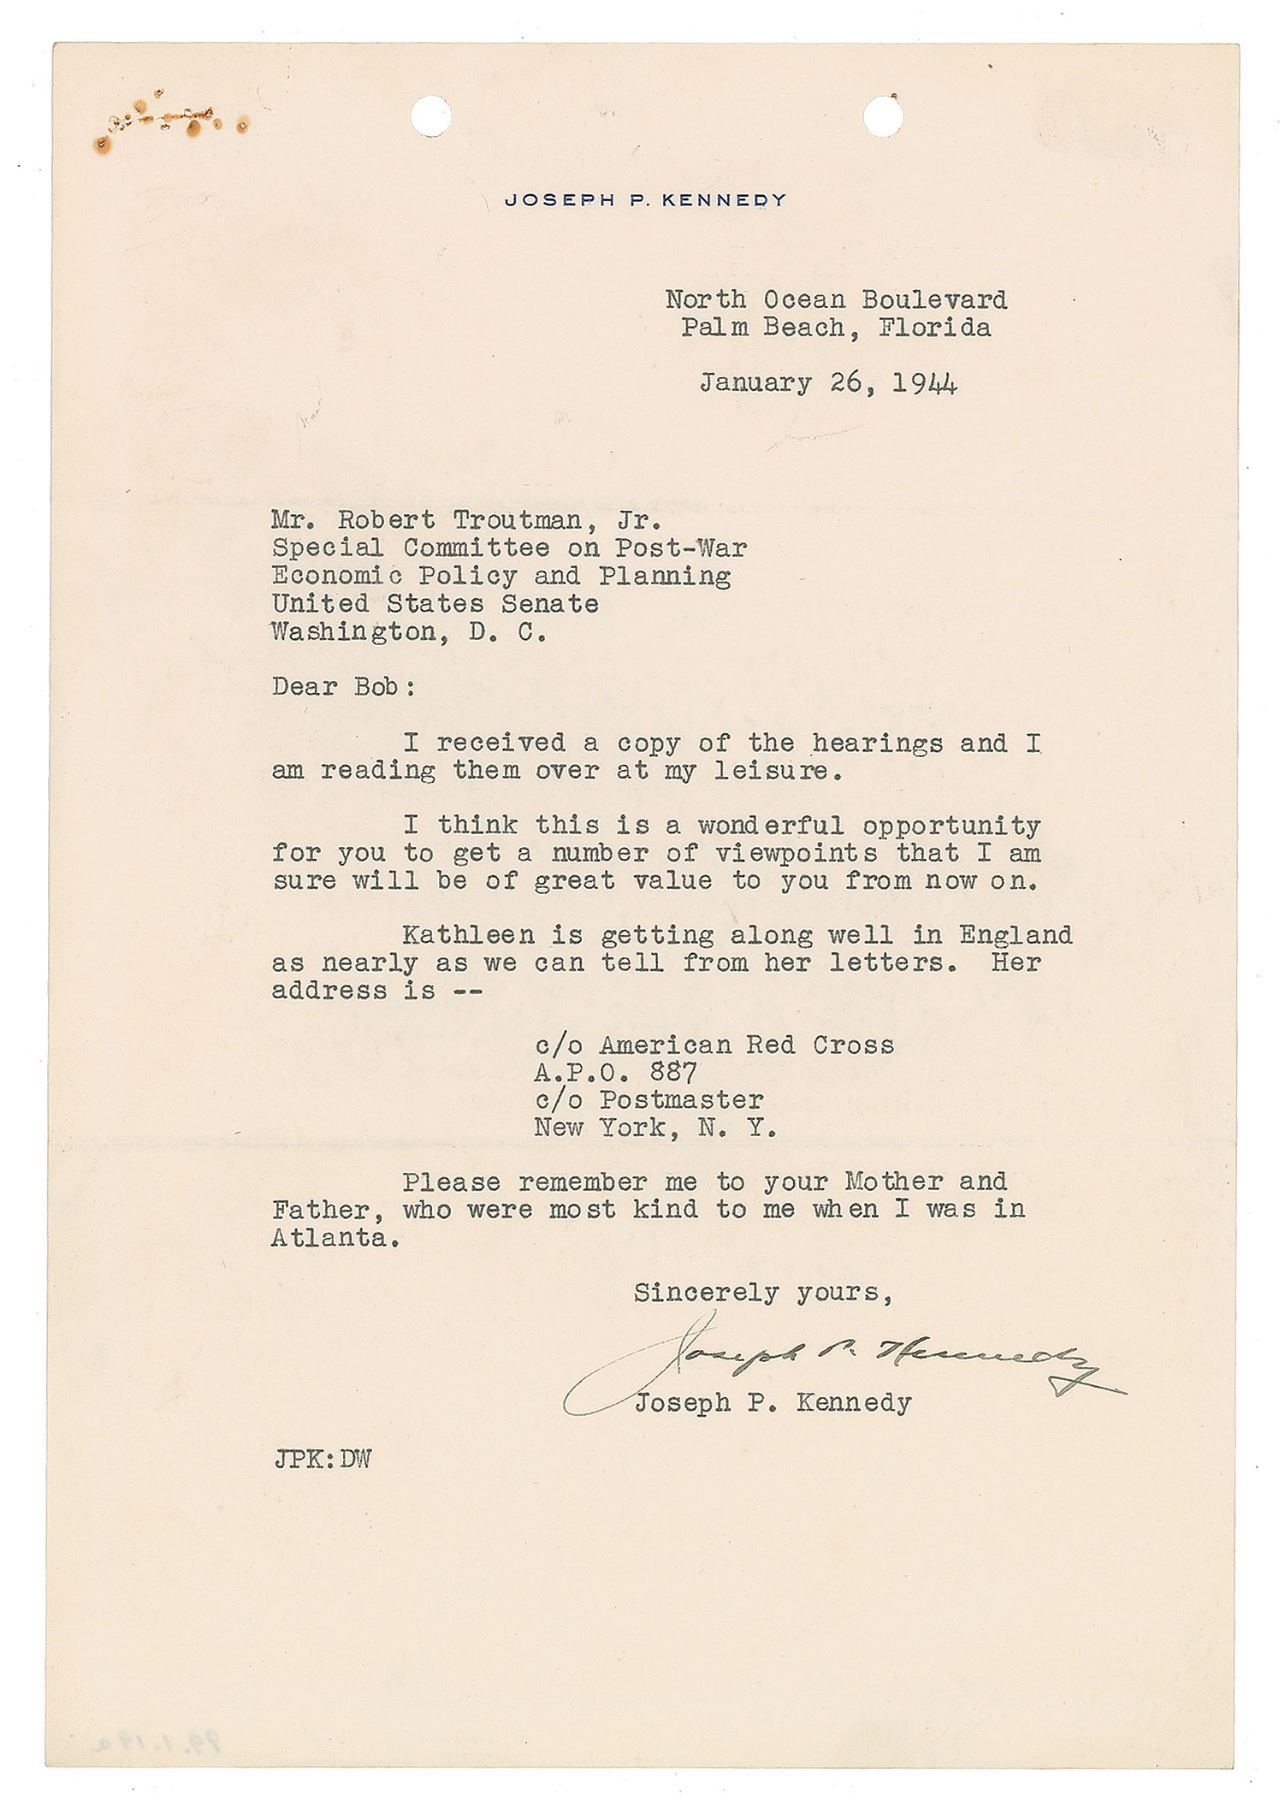 JOSEPH P. KENNEDY
North Ocean Boulevard
Palm Beach, Florida
January 26, 1944
Mr. Robert Troutman, Jr.
Special Committee on Post-War
Economic Policy and Planning
United States Senate
Washington, D. C.
Dear Bob:
I received a copy of the hearings and I
am reading them over at my leisure.
I think this is a wonderful opportunity
for you to get a number of viewpoints that I am
sure will be of great value to you from now on.
Kathleen is getting along well in England
as nearly as we can tell from her letters. Her
address is --
c/o American Red Cross
A.P.O. 887
c/o Postmaster
New York, N. Y.
Please remember me to your Mother and
Father, who were most kind to me when I was in
Atlanta.
Sincerely yours,
Joseph P. Kennedy
Joseph P. Kennedy
JPK:DW